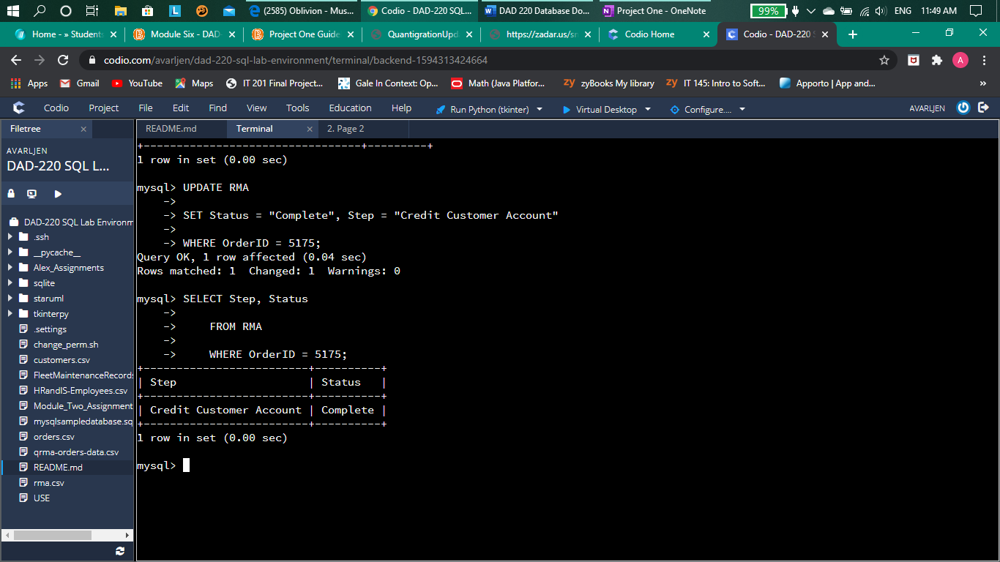 99%
(2585) Oblivion - Mus...
Codio - DAD-220 SQL...
DAD 220 Database Do...
Project One - OneNote
ENG
11:49 AM
Home - » Students
Module Six - DAD-
Project One Guide
QuantigrationUpd
https://zadar.us/sn
Codio Home
Codio - DAD-220 S
codio.com/avarljen/dad-220-sql-lab-environment/terminal/backend-1594313424664
A
Apps
Gmail
YouTube
Maps
IT 201 Final Project...
Gale In Context: Op...
Math (Java Platfor...
zyBooks My library
IT 145: Intro to Soft...
Apporto | App and...
»
Codio Project File Edit Find View Tools Education Help
Run Python (tkinter)
Virtual Desktop
Configure....
AVARLJEN
Filetree
README.md
Terminal
2. Page 2
AVARLJEN
DAD-220 SQL L...
DAD-220 SQL Lab Environm
.ssh
__pycache__
Alex_Assignments
sqlite
staruml
tkinterpy
.settings
change_perm.sh
customers.csv
FleetMaintenanceRecords
HRandIS-Employees.csv
Module_Two_Assignment
mysqlsampledatabase.sq
orders.csv
qrma-orders-data.csv
README.md
rma.csv
USE
+---------------------------------+---------+
1 row in set (0.00 sec)
mysql> UPDATE RMA
    ->
    -> SET Status = "Complete", Step = "Credit Customer Account"
    ->
    -> WHERE OrderID = 5175;
Query OK, 1 row affected (0.04 sec)
Rows matched: 1  Changed: 1  Warnings: 0
mysql> SELECT Step, Status
    ->
    ->     FROM RMA
    ->
    ->     WHERE OrderID = 5175;
+-------------------------+----------+
| Step                    | Status   |
+-------------------------+----------+
| Credit Customer Account | Complete |
+-------------------------+----------+
1 row in set (0.00 sec)
mysql>